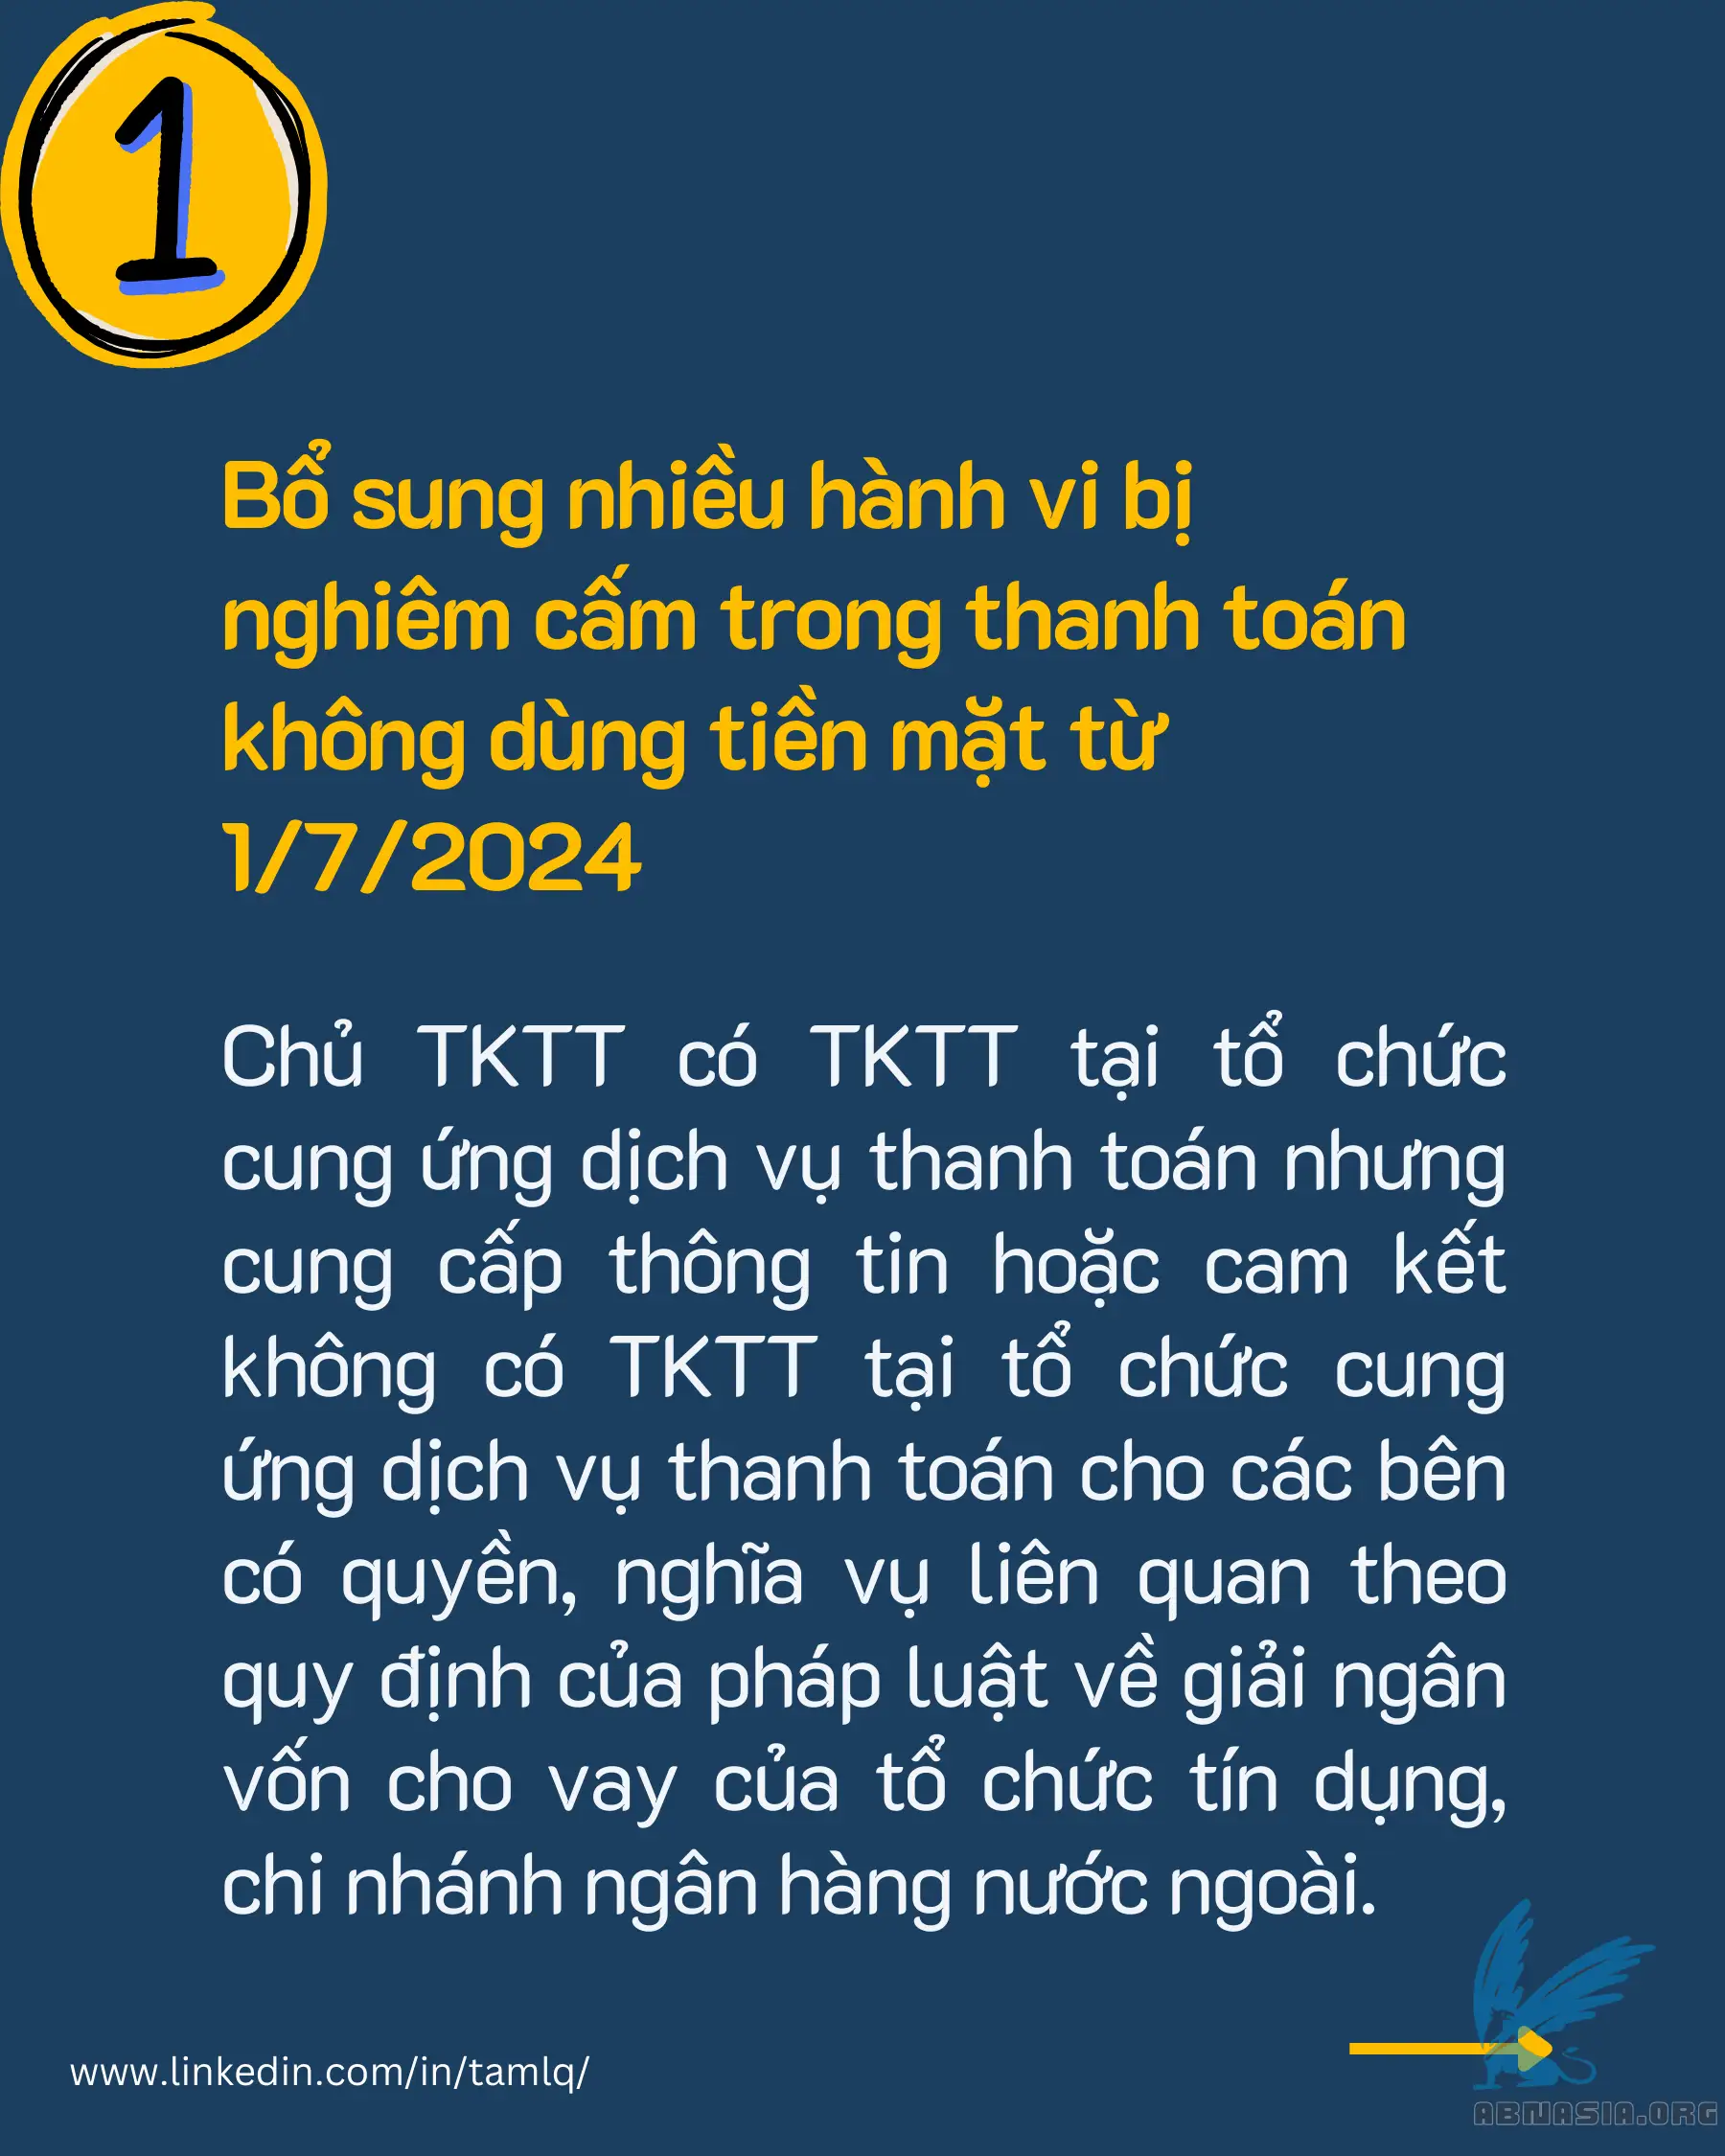 1
Bổ sung nhiều hành vi bị
nghiêm cấm trong thanh toán
không dùng tiền mặt từ
1/7/2024
Chủ TKTT có TKTT tại tổ chức
cung ứng dịch vụ thanh toán nhưng
cung cấp thông tin hoặc cam kết
không có TKTT tại tổ chức cung
ứng dịch vụ thanh toán cho các bên
có quyền, nghĩa vụ liên quan theo
quy định của pháp luật về giải ngân
vốn cho vay của tổ chức tín dụng,
chi nhánh ngân hàng nước ngoài.
www.linkedin.com/in/tamlq/
ABNASIA.ORG